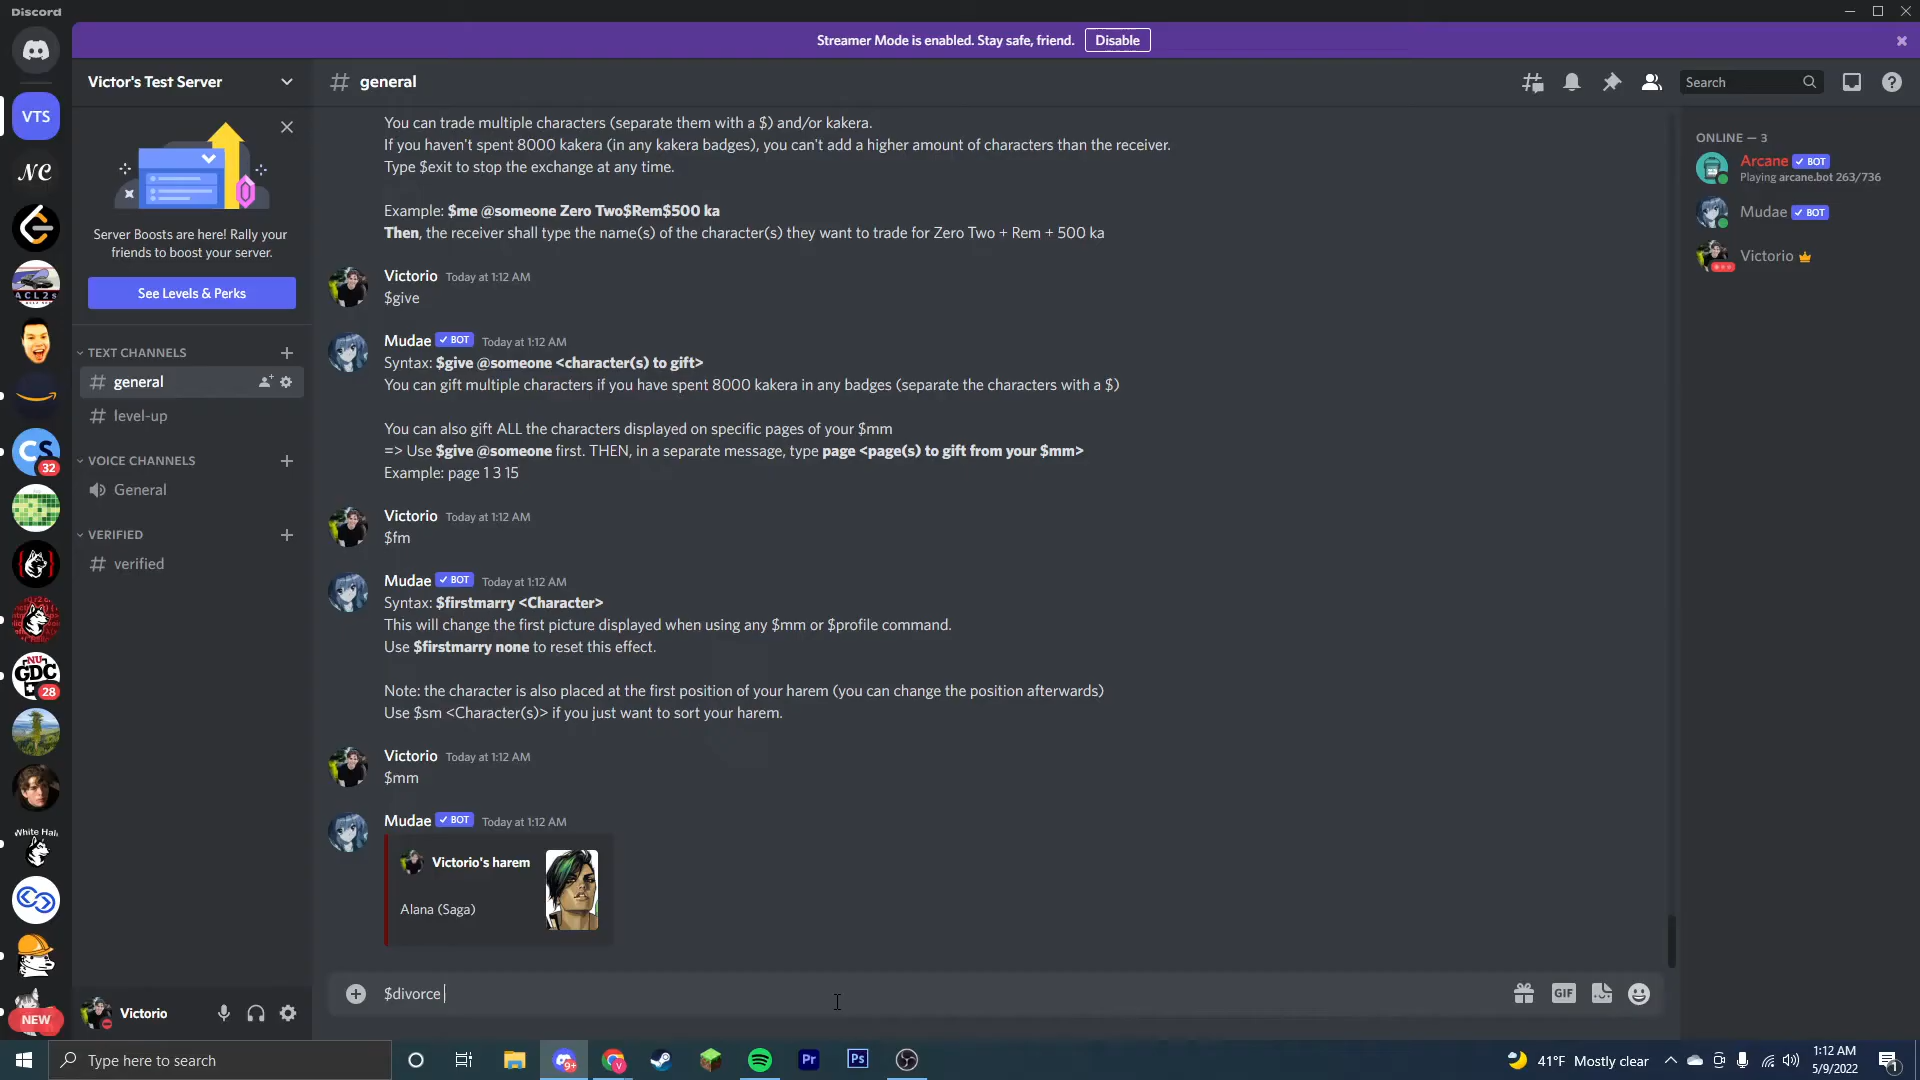 Discord
Streamer Mode is enabled. Stay safe, friend. Disable
VTS
Victor's Test Server
general
Search
Server Boosts are here! Rally your
friends to boost your server.
See Levels & Perks
TEXT CHANNELS
general
level-up
VOICE CHANNELS
General
VERIFIED
verified
NC
ACL2s
CS
32
NU
GDC
28
White Hall
NEW
You can trade multiple characters (separate them with a $) and/or kakera.
If you haven't spent 8000 kakera (in any kakera badges), you can't add a higher amount of characters than the receiver.
Type $exit to stop the exchange at any time.
Example: $me @someone Zero Two$Rem$500 ka
Then, the receiver shall type the name(s) of the character(s) they want to trade for Zero Two + Rem + 500 ka
Victorio Today at 1:12 AM
$give
Mudae BOT Today at 1:12 AM
Syntax: $give @someone <character(s) to gift>
You can gift multiple characters if you have spent 8000 kakera in any badges (separate the characters with a $)
You can also gift ALL the characters displayed on specific pages of your $mm
=> Use $give @someone first. THEN, in a separate message, type page <page(s) to gift from your $mm>
Example: page 1 3 15
Victorio Today at 1:12 AM
$fm
Mudae BOT Today at 1:12 AM
Syntax: $firstmarry <Character>
This will change the first picture displayed when using any $mm or $profile command.
Use $firstmarry none to reset this effect.
Note: the character is also placed at the first position of your harem (you can change the position afterwards)
Use $sm <Character(s)> if you just want to sort your harem.
Victorio Today at 1:12 AM
$mm
Mudae BOT Today at 1:12 AM
Victorio's harem
Alana (Saga)
$divorce
GIF
ONLINE — 3
Arcane BOT
Playing arcane.bot 263/736
Mudae BOT
Victorio
Victorio
Type here to search
9+
V
Pr
Ps
41°F Mostly clear
1:12 AM
5/9/2022
1